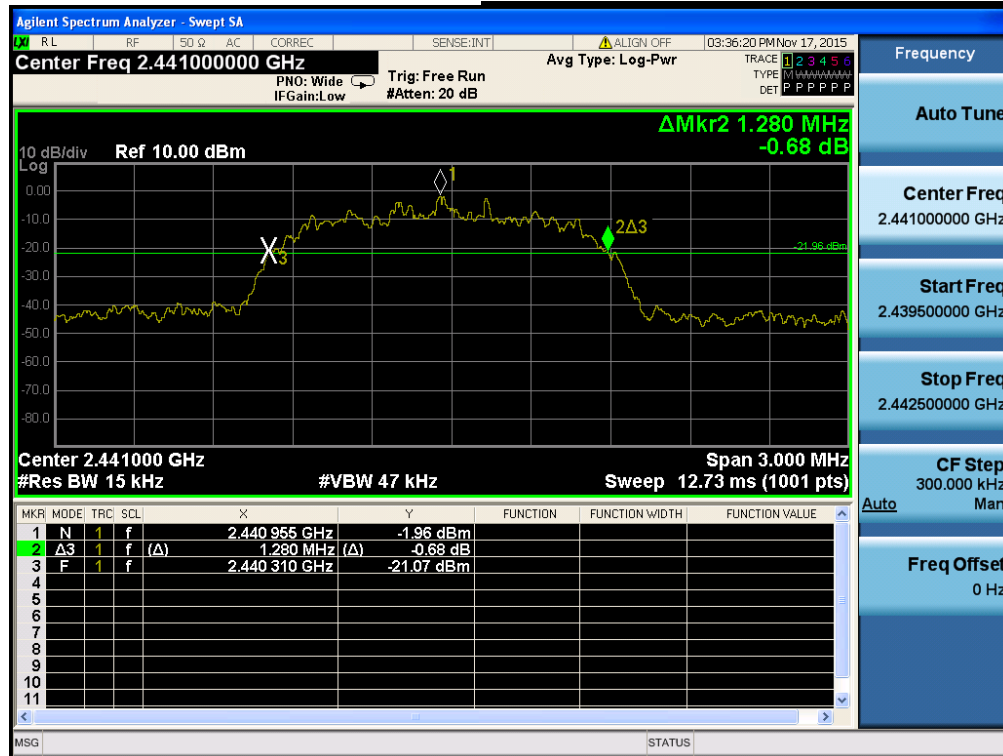 Agilent Spectrum Analyzer - Swept SA
LXI RL RF 50 Ω AC CORREC SENSE:INT ALIGN OFF 03:36:20 PM Nov 17, 2015
Center Freq 2.441000000 GHz
PNO: Wide
IFGain:Low
Trig: Free Run
#Atten: 20 dB
Avg Type: Log-Pwr
TRACE 1 2 3 4 5 6
TYPE M W W W W W
DET P P P P P P
ΔMkr2 1.280 MHz
-0.68 dB
10 dB/div Ref 10.00 dBm
Log
0.00
-10.0
-20.0
-30.0
-40.0
-50.0
-60.0
-70.0
-80.0
1
2Δ3
X3
-21.96 dBm
Center 2.441000 GHz Span 3.000 MHz
#Res BW 15 kHz #VBW 47 kHz Sweep 12.73 ms (1001 pts)
MKR MODE TRC SCL X Y FUNCTION FUNCTION WIDTH FUNCTION VALUE
1 N 1 f 2.440 955 GHz -1.96 dBm
2 Δ3 1 f (Δ) 1.280 MHz (Δ) -0.68 dB
3 F 1 f 2.440 310 GHz -21.07 dBm
4
5
6
7
8
9
10
11
MSG STATUS
Frequency
Auto Tune
Center Freq
2.441000000 GHz
Start Freq
2.439500000 GHz
Stop Freq
2.442500000 GHz
CF Step
300.000 kHz
Auto Man
Freq Offset
0 Hz